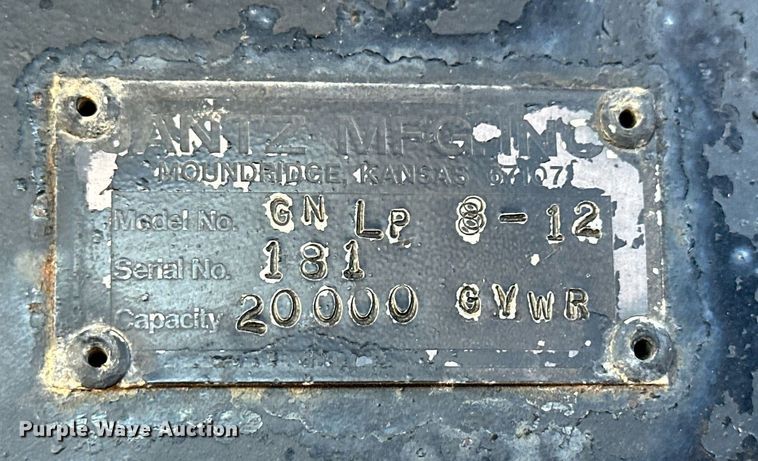 JANTZ MFG. INC.
MOUNDRIDGE, KANSAS 67107
Model No. GN LP 8-12
Serial No. 181
Capacity 20000 GVWR
Purple Wave Auction